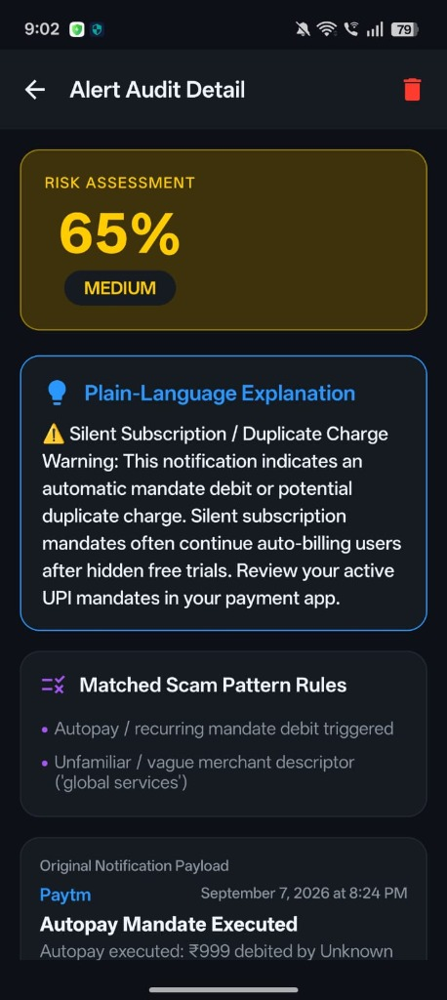 9:02
79
Alert Audit Detail
RISK ASSESSMENT
65%
MEDIUM
Plain-Language Explanation
⚠️ Silent Subscription / Duplicate Charge
Warning: This notification indicates an
automatic mandate debit or potential
duplicate charge. Silent subscription
mandates often continue auto-billing users
after hidden free trials. Review your active
UPI mandates in your payment app.
Matched Scam Pattern Rules
• Autopay / recurring mandate debit triggered
• Unfamiliar / vague merchant descriptor
('global services')
Original Notification Payload
Paytm September 7, 2026 at 8:24 PM
Autopay Mandate Executed
Autopay executed: ₹999 debited by Unknown